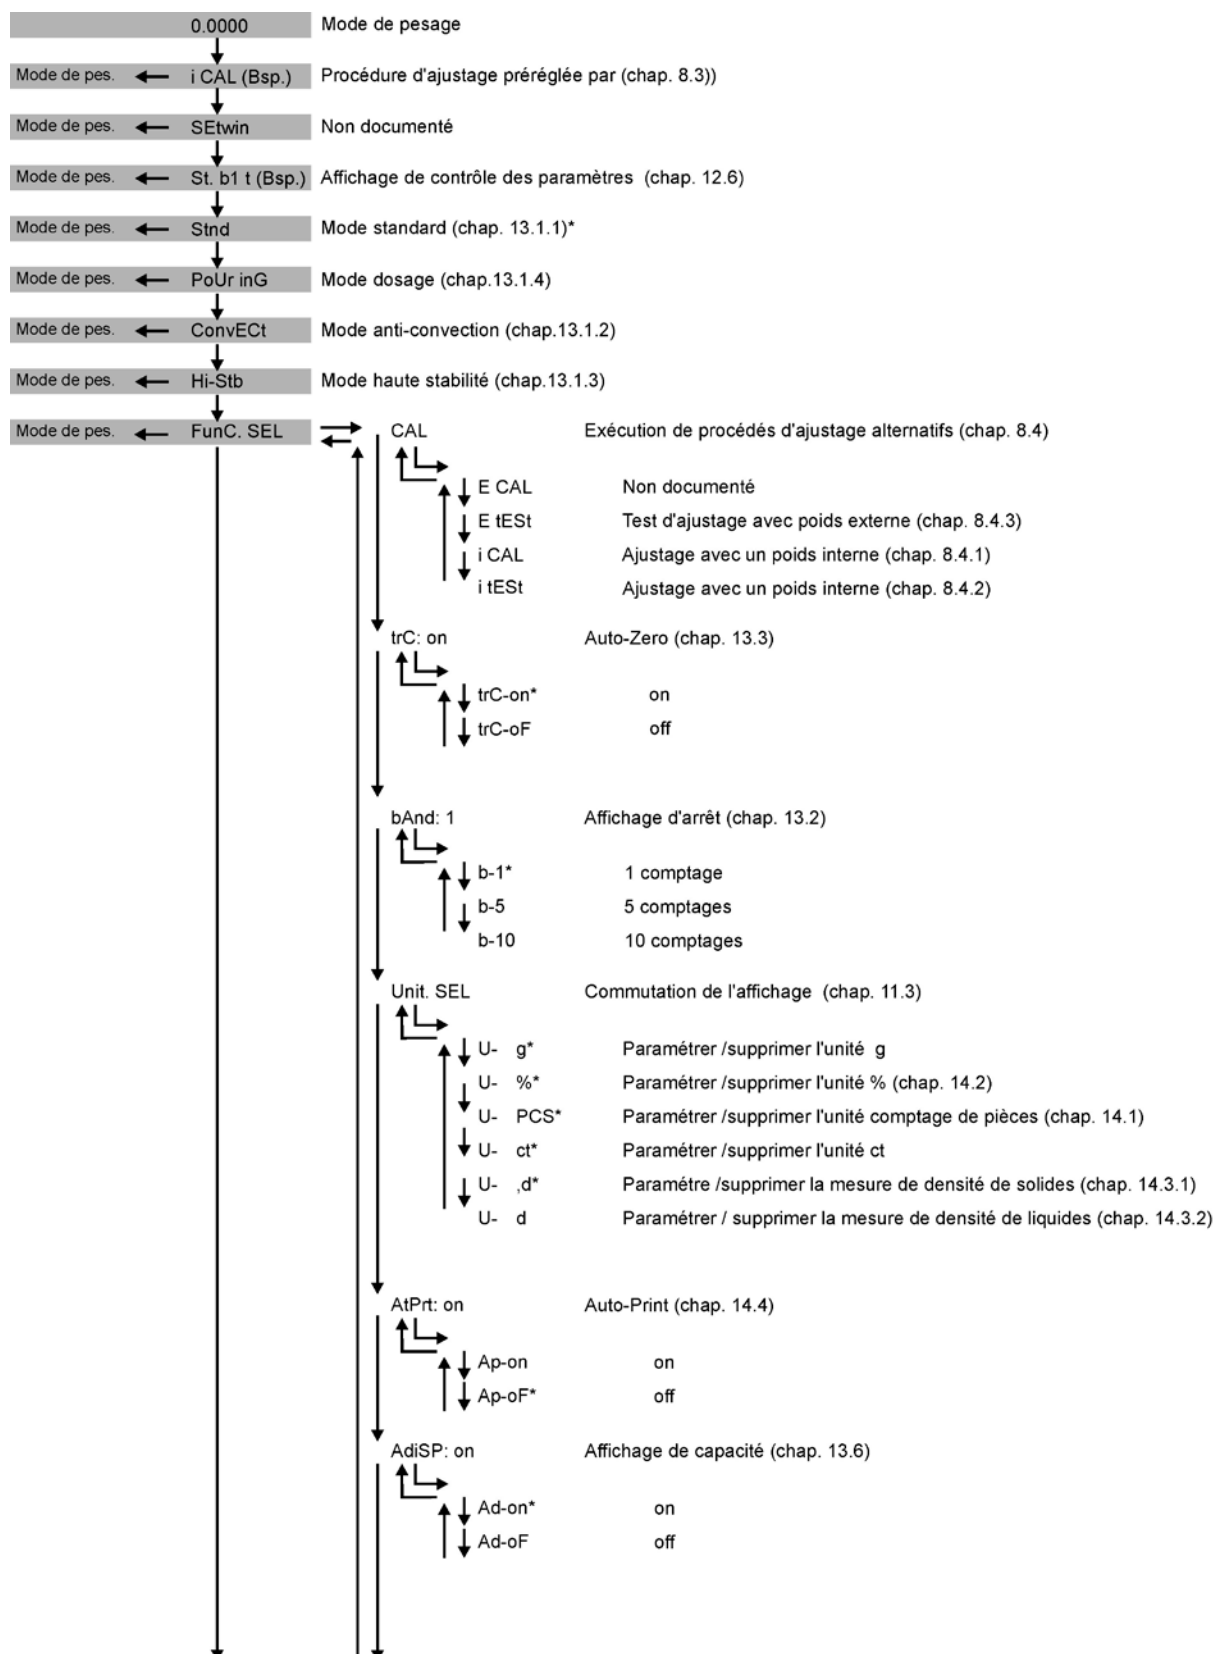 0.0000 Mode de pesage
Mode de pes. i CAL (Bsp.) Procédure d'ajustage préréglée par (chap. 8.3))
Mode de pes. SEtwin Non documenté
Mode de pes. St. b1 t (Bsp.) Affichage de contrôle des paramètres (chap. 12.6)
Mode de pes. Stnd Mode standard (chap. 13.1.1)*
Mode de pes. PoUr inG Mode dosage (chap.13.1.4)
Mode de pes. ConvECt Mode anti-convection (chap.13.1.2)
Mode de pes. Hi-Stb Mode haute stabilité (chap.13.1.3)
Mode de pes. FunC. SEL CAL Exécution de procédés d'ajustage alternatifs (chap. 8.4)
E CAL Non documenté
E tESt Test d'ajustage avec poids externe (chap. 8.4.3)
i CAL Ajustage avec un poids interne (chap. 8.4.1)
i tESt Ajustage avec un poids interne (chap. 8.4.2)
trC: on Auto-Zero (chap. 13.3)
trC-on* on
trC-oF off
bAnd: 1 Affichage d'arrêt (chap. 13.2)
b-1* 1 comptage
b-5 5 comptages
b-10 10 comptages
Unit. SEL Commutation de l'affichage (chap. 11.3)
U- g* Paramétrer /supprimer l'unité g
U- %* Paramétrer /supprimer l'unité % (chap. 14.2)
U- PCS* Paramétrer /supprimer l'unité comptage de pièces (chap. 14.1)
U- ct* Paramétrer /supprimer l'unité ct
U- ,d* Paramétre /supprimer la mesure de densité de solides (chap. 14.3.1)
U- d Paramétrer / supprimer la mesure de densité de liquides (chap. 14.3.2)
AtPrt: on Auto-Print (chap. 14.4)
Ap-on on
Ap-oF* off
AdiSP: on Affichage de capacité (chap. 13.6)
Ad-on* on
Ad-oF off